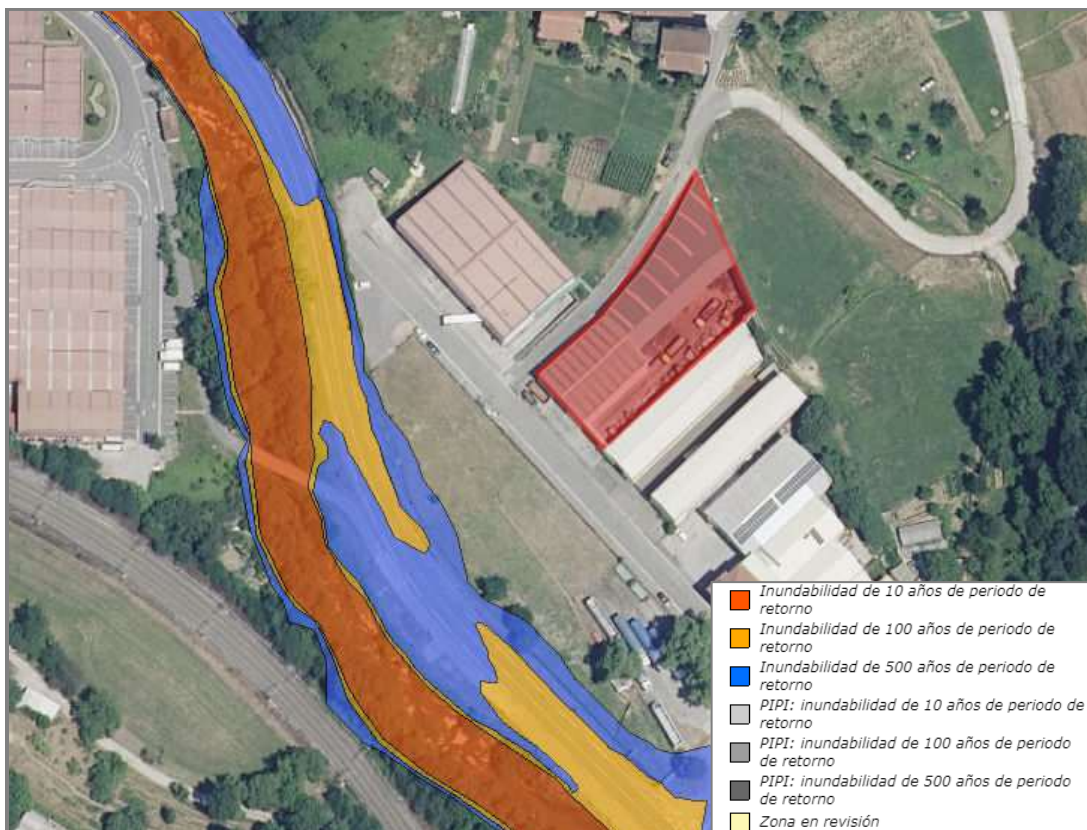 Inundabilidad de 10 años de periodo de
retorno
Inundabilidad de 100 años de periodo de
retorno
Inundabilidad de 500 años de periodo de
retorno
PIPI: inundabilidad de 10 años de periodo de
retorno
PIPI: inundabilidad de 100 años de periodo
de retorno
PIPI: inundabilidad de 500 años de periodo
de retorno
Zona en revisión